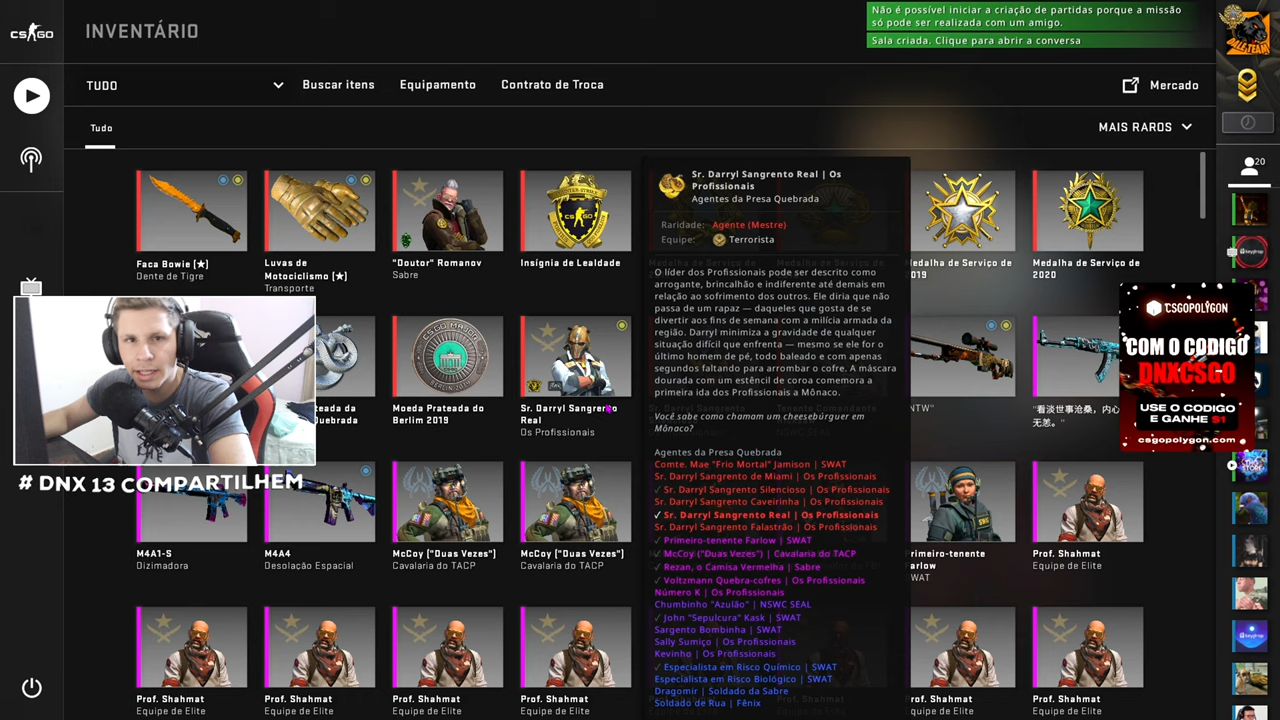 CS:GO
INVENTÁRIO
Não é possível iniciar a criação de partidas porque a missão
só pode ser realizada com um amigo.
Sala criada. Clique para abrir a conversa
TUDO
Buscar itens
Equipamento
Contrato de Troca
Mercado
Tudo
MAIS RAROS
20
Faca Bowie [★]
Dente de Tigre
Luvas de
Motociclismo [★]
Transporte
"Doutor" Romanov
Sabre
Insígnia de Lealdade
Sr. Darryl Sangrento Real | Os
Profissionais
Agentes da Presa Quebrada
Raridade: Agente (Mestre)
Equipe: Terrorista
O líder dos Profissionais pode ser descrito como
arrogante, brincalhão e indiferente até demais em
relação ao sofrimento dos outros. Ele diria que não
passa de um rapaz — daqueles que gosta de se
divertir aos fins de semana com a milícia armada da
região. Darryl minimiza a gravidade de qualquer
situação difícil que enfrenta — mesmo se ele for o
último homem de pé, todo baleado e com apenas
segundos faltando para arrombar o cofre. A máscara
dourada com um estêncil de coroa comemora a
primeira ida dos Profissionais a Mônaco.
Você sabe como chamam um cheesebúrguer em
Mônaco?
Agentes da Presa Quebrada
Comte. Mae "Frio Mortal" Jamison | SWAT
Sr. Darryl Sangrento de Miami | Os Profissionais
✓ Sr. Darryl Sangrento Silencioso | Os Profissionais
Sr. Darryl Sangrento Caveirinha | Os Profissionais
✓ Sr. Darryl Sangrento Real | Os Profissionais
Sr. Darryl Sangrento Falastrão | Os Profissionais
✓ Primeiro-tenente Farlow | SWAT
✓ McCoy ("Duas Vezes") | Cavalaria do TACP
✓ Rezan, o Camisa Vermelha | Sabre
✓ Voltzmann Quebra-cofres | Os Profissionais
Número K | Os Profissionais
Chumbinho "Azulão" | NSWC SEAL
✓ John "Sepulcura" Kask | SWAT
Sargento Bombinha | SWAT
Sally Sumiço | Os Profissionais
Kevinho | Os Profissionais
✓ Especialista em Risco Químico | SWAT
Especialista em Risco Biológico | SWAT
Dragomir | Soldado da Sabre
Soldado de Rua | Fênix
Medalha de Serviço de
2019
Medalha de Serviço de
2020
Moeda Prateada do
Berlim 2019
Sr. Darryl Sangrento
Real
Os Profissionais
CSGOPOLYGON
COM O CODIGO
DNXCSGO
USE O CODIGO
E GANHE $1
csgopolygon.com
# DNX 13 COMPARTILHEM
M4A1-S
Dizimadora
M4A4
Desolação Espacial
McCoy ("Duas Vezes")
Cavalaria do TACP
McCoy ("Duas Vezes")
Cavalaria do TACP
Primeiro-tenente
Farlow
SWAT
Prof. Shahmat
Equipe de Elite
Prof. Shahmat
Equipe de Elite
Prof. Shahmat
Equipe de Elite
Prof. Shahmat
Equipe de Elite
Prof. Shahmat
Equipe de Elite
Prof. Shahmat
Equipe de Elite
Prof. Shahmat
Equipe de Elite